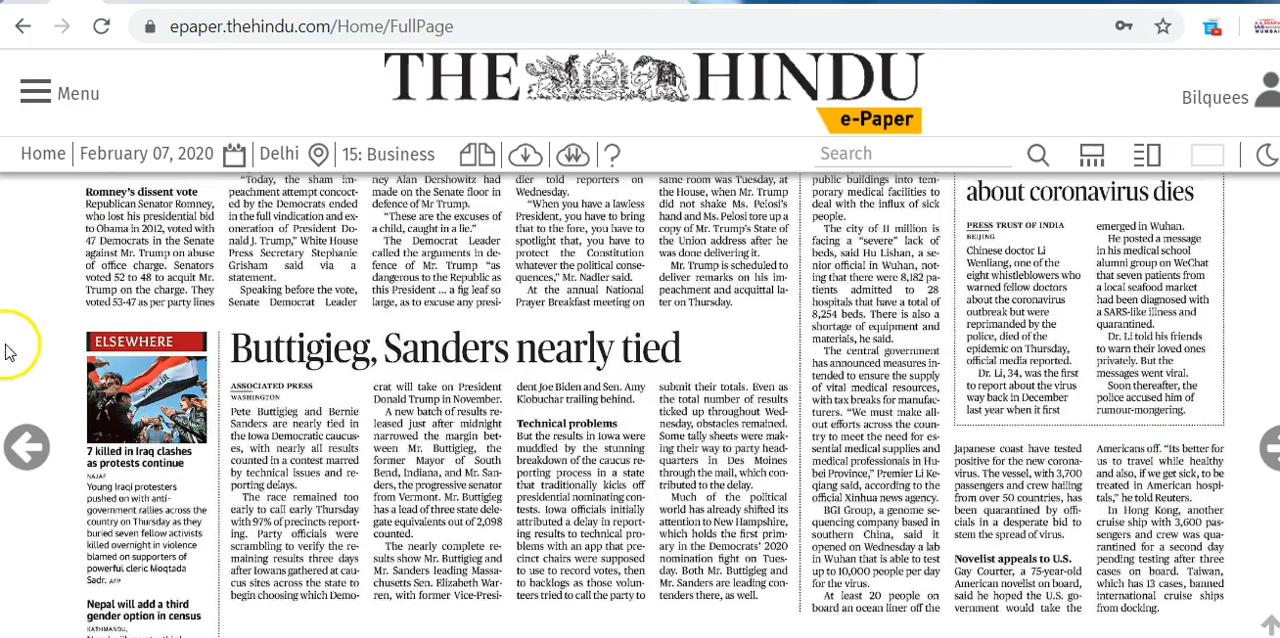 epaper.thehindu.com/Home/FullPage
Menu
THE HINDU
e-Paper
Bilquees
Home
February 07, 2020
Delhi
15: Business
?
Search
Romney's dissent vote
Republican Senator Romney,
who lost his presidential bid
to Obama in 2012, voted with
47 Democrats in the Senate
against Mr. Trump on abuse
of office charge. Senators
voted 52 to 48 to acquit Mr.
Trump on the charge. They
voted 53-47 as per party lines
"Today, the sham im-
peachment attempt concoct-
ed by the Democrats ended
in the full vindication and ex-
oneration of President Do-
nald J. Trump," White House
Press Secretary Stephanie
Grisham said via a
statement.
Speaking before the vote,
Senate Democrat Leader
ney Alan Dershowitz had
made on the Senate floor in
defence of Mr Trump.
"These are the excuses of
a child, caught in a lie."
The Democrat Leader
called the arguments in de-
fence of Mr. Trump "as
dangerous to the Republic as
this President ... a fig leaf so
large, as to excuse any presi-
dier told reporters on
Wednesday.
"When you have a lawless
President, you have to bring
that to the fore, you have to
spotlight that, you have to
protect the Constitution
whatever the political conse-
quences," Mr. Nadler said.
At the annual National
Prayer Breakfast meeting on
same room was Tuesday, at
the House, when Mr. Trump
did not shake Ms. Pelosi's
hand and Ms. Pelosi tore up a
copy of Mr. Trump's State of
the Union address after he
was done delivering it.
Mr. Trump is scheduled to
deliver remarks on his im-
peachment and acquittal la-
ter on Thursday.
ELSEWHERE
7 killed in Iraq clashes
as protests continue
NAJAF
Young Iraqi protesters
pushed on with anti-
government rallies across the
country on Thursday as they
buried seven fellow activists
killed overnight in violence
blamed on supporters of
powerful cleric Moqtada
Sadr. AFP
Nepal will add a third
gender option in census
KATHMANDU,
Buttigieg, Sanders nearly tied
ASSOCIATED PRESS
WASHINGTON
Pete Buttigieg and Bernie
Sanders are nearly tied in
the Iowa Democratic caucus-
es, with nearly all results
counted in a contest marred
by technical issues and re-
porting delays.
The race remained too
early to call early Thursday
with 97% of precincts report-
ing. Party officials were
scrambling to verify the re-
maining results three days
after Iowans gathered at cau-
cus sites across the state to
begin choosing which Demo-
crat will take on President
Donald Trump in November.
A new batch of results re-
leased just after midnight
narrowed the margin bet-
ween Mr. Buttigieg, the
former Mayor of South
Bend, Indiana, and Mr. San-
ders, the progressive senator
from Vermont. Mr. Buttigieg
has a lead of three state dele-
gate equivalents out of 2,098
counted.
The nearly complete re-
sults show Mr. Buttigieg and
Mr. Sanders leading Massa-
chusetts Sen. Elizabeth War-
ren, with former Vice-Presi-
dent Joe Biden and Sen. Amy
Klobuchar trailing behind.
Technical problems
But the results in Iowa were
muddied by the stunning
breakdown of the caucus re-
porting process in a state
that traditionally kicks off
presidential nominating con-
tests. Iowa officials initially
attributed a delay in report-
ing results to technical pro-
blems with an app that pre-
cinct chairs were supposed
to use to record votes, then
to backlogs as those volun-
teers tried to call the party to
submit their totals. Even as
the total number of results
ticked up throughout Wed-
nesday, obstacles remained.
Some tally sheets were mak-
ing their way to party head-
quarters in Des Moines
through the mail, which con-
tributed to the delay.
Much of the political
world has already shifted its
attention to New Hampshire,
which holds the first prim-
ary in the Democrats' 2020
nomination fight on Tues-
day. Both Mr. Buttigieg and
Mr. Sanders are leading con-
tenders there, as well.
public buildings into tem-
porary medical facilities to
deal with the influx of sick
people.
The city of 11 million is
facing a "severe" lack of
beds, said Hu Lishan, a se-
nior official in Wuhan, not-
ing that there were 8,182 pa-
tients admitted to 28
hospitals that have a total of
8,254 beds. There is also a
shortage of equipment and
materials, he said.
The central government
has announced measures in-
tended to ensure the supply
of vital medical resources,
with tax breaks for manufac-
turers. "We must make all-
out efforts across the coun-
try to meet the need for es-
sential medical supplies and
medical professionals in Hu-
bei Province," Premier Li Ke-
qiang said, according to the
official Xinhua news agency.
BGI Group, a genome se-
quencing company based in
southern China, said it
opened on Wednesday a lab
in Wuhan that is able to test
up to 10,000 people per day
for the virus.
At least 20 people on
board an ocean liner off the
about coronavirus dies
PRESS TRUST OF INDIA
BEIJING
Chinese doctor Li
Wenliang, one of the
eight whistleblowers who
warned fellow doctors
about the coronavirus
outbreak but were
reprimanded by the
police, died of the
epidemic on Thursday,
official media reported.
Dr. Li, 34, was the first
to report about the virus
way back in December
last year when it first
emerged in Wuhan.
He posted a message
in his medical school
alumni group on WeChat
that seven patients from
a local seafood market
had been diagnosed with
a SARS-like illness and
quarantined.
Dr. Li told his friends
to warn their loved ones
privately. But the
messages went viral.
Soon thereafter, the
police accused him of
rumour-mongering.
Japanese coast have tested
positive for the new corona-
virus. The vessel, with 3,700
passengers and crew hailing
from over 50 countries, has
been quarantined by offi-
cials in a desperate bid to
stem the spread of virus.
Novelist appeals to U.S.
Gay Courter, a 75-year-old
American novelist on board,
said he hoped the U.S. go-
vernment would take the
Americans off. "Its better for
us to travel while healthy
and also, if we get sick, to be
treated in American hospi-
tals," he told Reuters.
In Hong Kong, another
cruise ship with 3,600 pas-
sengers and crew was qua-
rantined for a second day
pending testing after three
cases on board. Taiwan,
which has 13 cases, banned
international cruise ships
from docking.